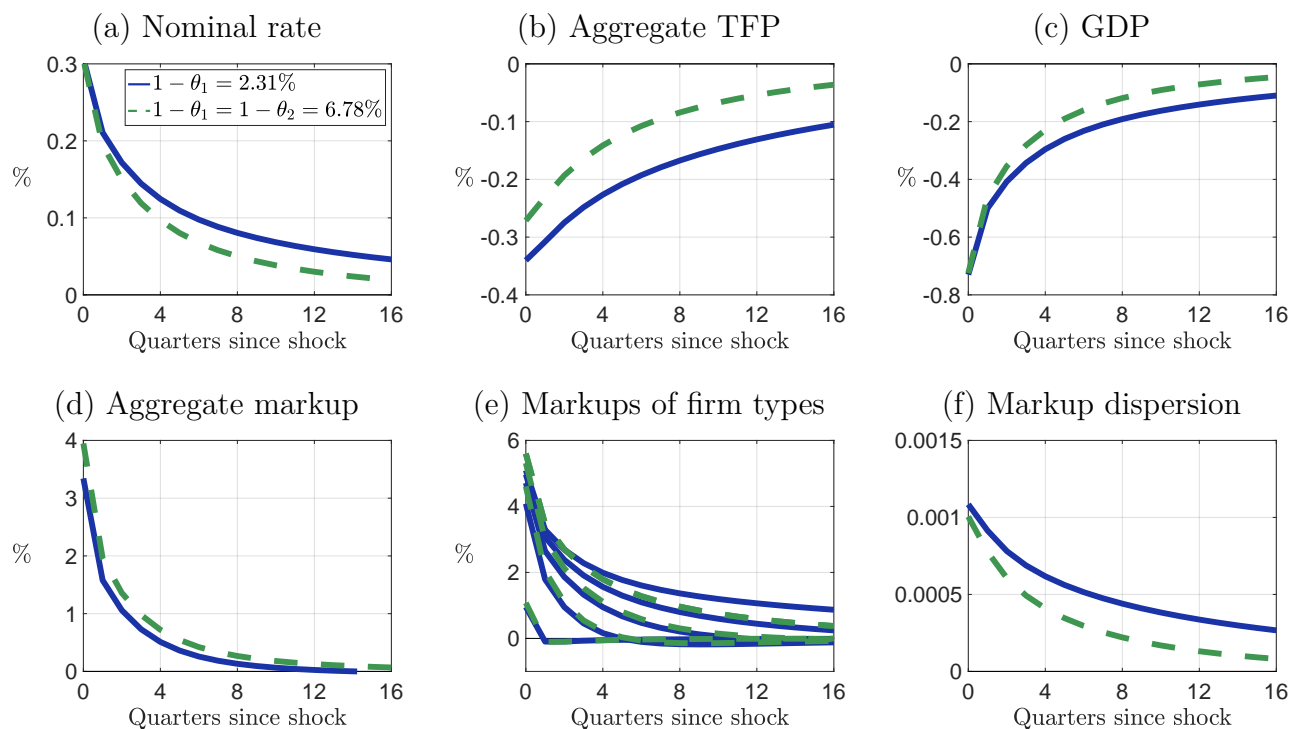 (a) Nominal rate
0.3
0.2
0.1
0
%
1 − θ₁ = 2.31%
1 − θ₁ = 1 − θ₂ = 6.78%
0 4 8 12 16
Quarters since shock
(b) Aggregate TFP
0
-0.1
-0.2
-0.3
-0.4
%
0 4 8 12 16
Quarters since shock
(c) GDP
0
-0.2
-0.4
-0.6
-0.8
%
0 4 8 12 16
Quarters since shock
(d) Aggregate markup
4
3
2
1
0
%
0 4 8 12 16
Quarters since shock
(e) Markups of firm types
6
4
2
0
%
0 4 8 12 16
Quarters since shock
(f) Markup dispersion
0.0015
0.001
0.0005
0
0 4 8 12 16
Quarters since shock